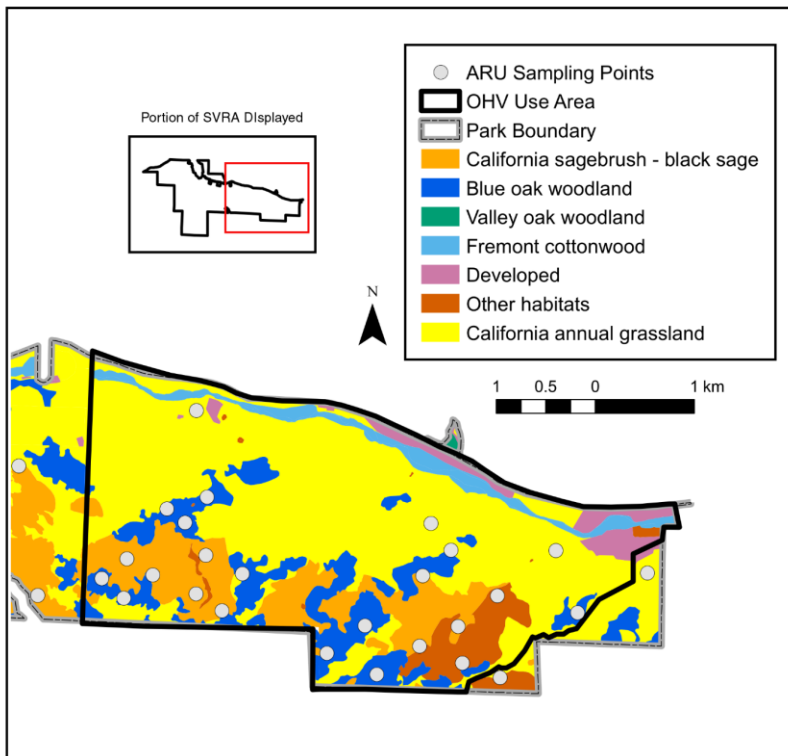 Portion of SVRA DIsplayed
ARU Sampling Points
OHV Use Area
Park Boundary
California sagebrush - black sage
Blue oak woodland
Valley oak woodland
Fremont cottonwood
Developed
Other habitats
California annual grassland
N
1 0.5 0 1 km